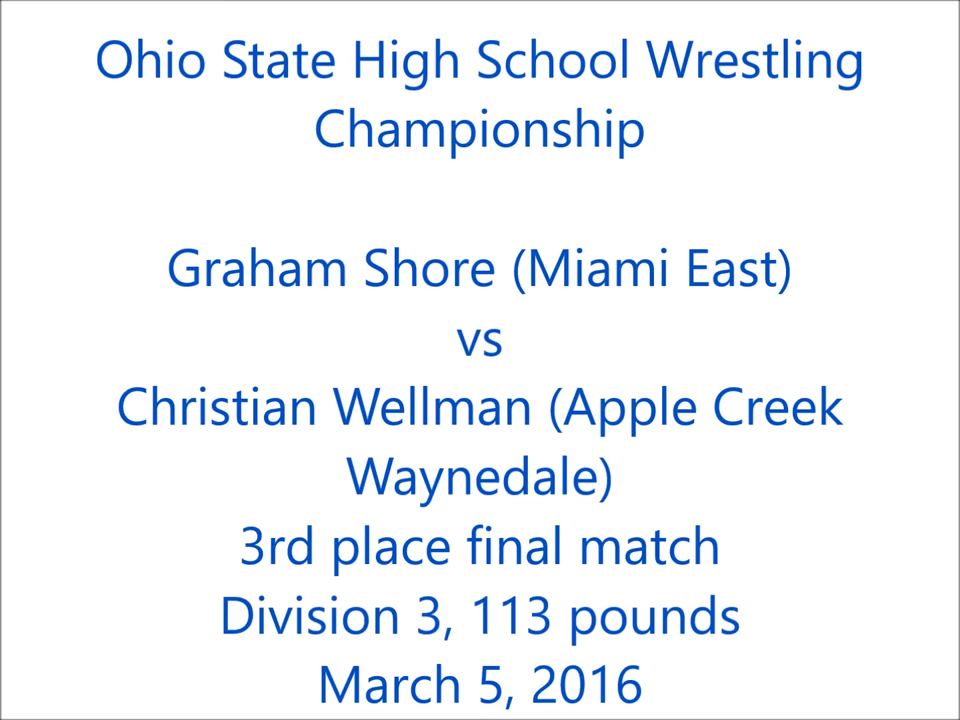 Ohio State High School Wrestling
Championship
Graham Shore (Miami East)
vs
Christian Wellman (Apple Creek
Waynedale)
3rd place final match
Division 3, 113 pounds
March 5, 2016